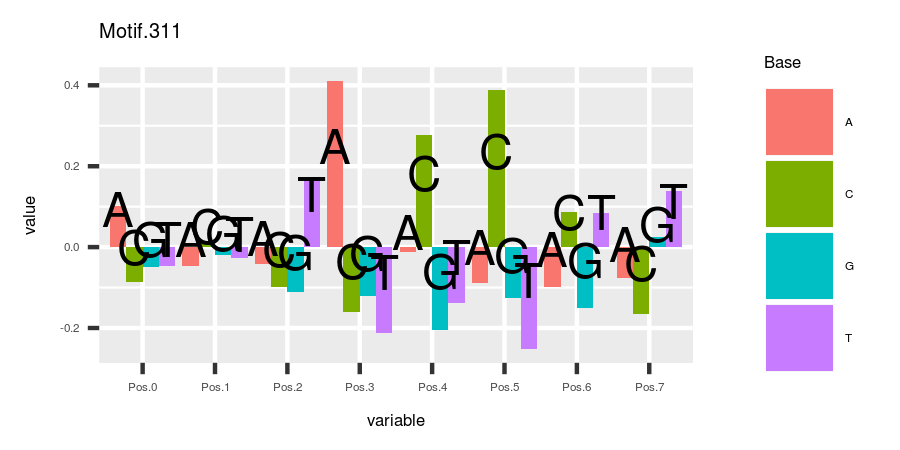 Motif.311
Base
0.4
0.2
0.0
-0.2
value
A C G T A C G T A C G T A C G T A C G T A C G T A C G T A C G T
Pos.0 Pos.1 Pos.2 Pos.3 Pos.4 Pos.5 Pos.6 Pos.7
variable
A
C
G
T